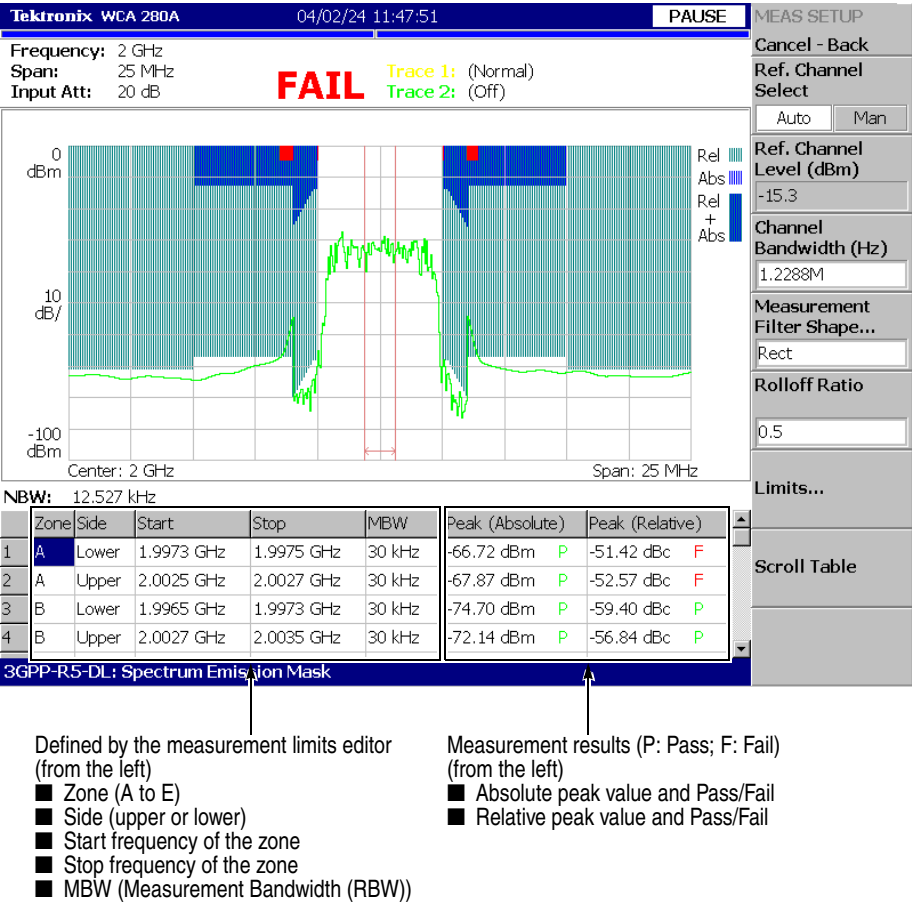 Tektronix WCA 280A 04/02/24 11:47:51 PAUSE
Frequency: 2 GHz
Span: 25 MHz
Input Att: 20 dB
FAIL
Trace 1: (Normal)
Trace 2: (Off)
0
dBm
10
dB/
-100
dBm
Rel
Abs
Rel
+
Abs
Center: 2 GHz Span: 25 MHz
NBW: 12.527 kHz
Zone Side Start Stop MBW Peak (Absolute) Peak (Relative)
1 A Lower 1.9973 GHz 1.9975 GHz 30 kHz -66.72 dBm P -51.42 dBc F
2 A Upper 2.0025 GHz 2.0027 GHz 30 kHz -67.87 dBm P -52.57 dBc F
3 B Lower 1.9965 GHz 1.9973 GHz 30 kHz -74.70 dBm P -59.40 dBc P
4 B Upper 2.0027 GHz 2.0035 GHz 30 kHz -72.14 dBm P -56.84 dBc P
3GPP-R5-DL: Spectrum Emission Mask
MEAS SETUP
Cancel - Back
Ref. Channel
Select
Auto Man
Ref. Channel
Level (dBm)
-15.3
Channel
Bandwidth (Hz)
1.2288M
Measurement
Filter Shape...
Rect
Rolloff Ratio
0.5
Limits...
Scroll Table
Defined by the measurement limits editor
(from the left)
■ Zone (A to E)
■ Side (upper or lower)
■ Start frequency of the zone
■ Stop frequency of the zone
■ MBW (Measurement Bandwidth (RBW))
Measurement results (P: Pass; F: Fail)
(from the left)
■ Absolute peak value and Pass/Fail
■ Relative peak value and Pass/Fail